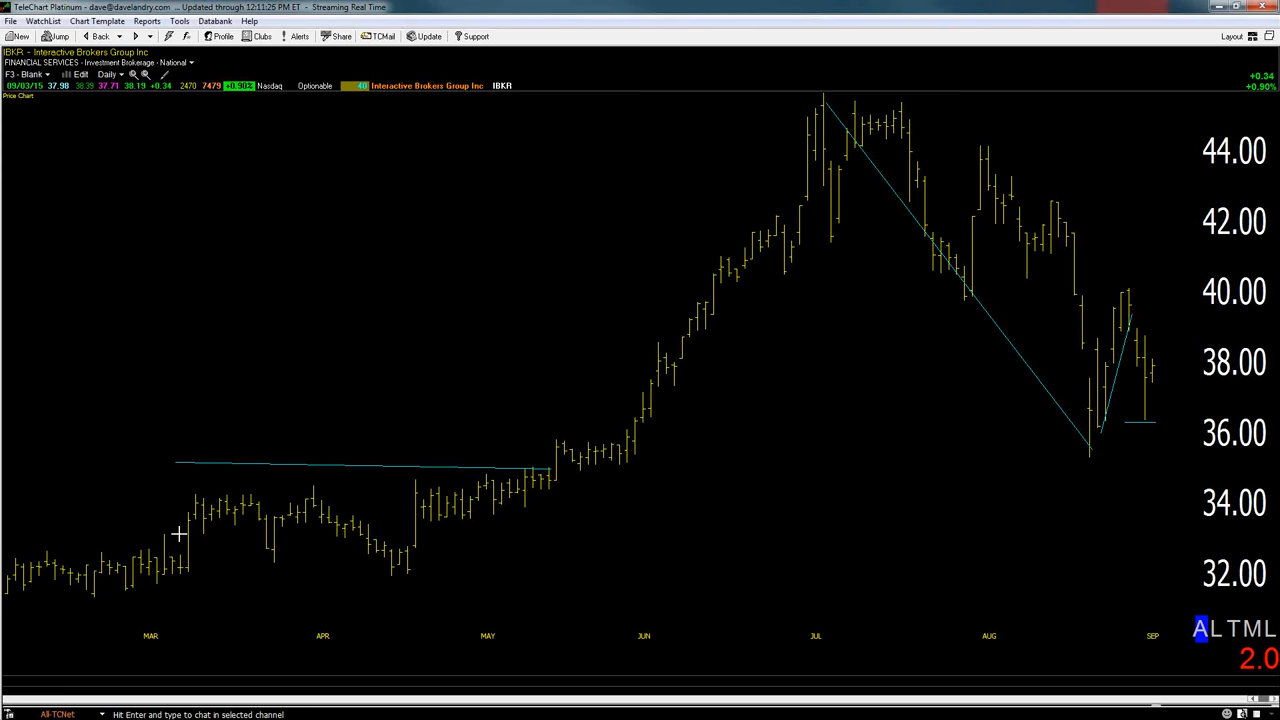 TeleChart Platinum - dave@davelandry.com ... Updated through 12:11:25 PM ET - Streaming Real Time
File WatchList Chart Template Reports Tools Databank Help
New Jump Back Profile Clubs Alerts Share TCMail Update Support Layout
IBKR - Interactive Brokers Group Inc
FINANCIAL SERVICES - Investment Brokerage - National
F3 - Blank Edit Daily
+0.34
09/03/15 37.98 38.39 37.71 38.19 +0.34 2470 7479 +0.90% Nasdaq Optionable 40 Interactive Brokers Group Inc IBKR +0.90%
Price Chart
44.00
42.00
40.00
38.00
36.00
34.00
32.00
MAR APR MAY JUN JUL AUG SEP
ALTML
2.0
All-TCNet Hit Enter and type to chat in selected channel